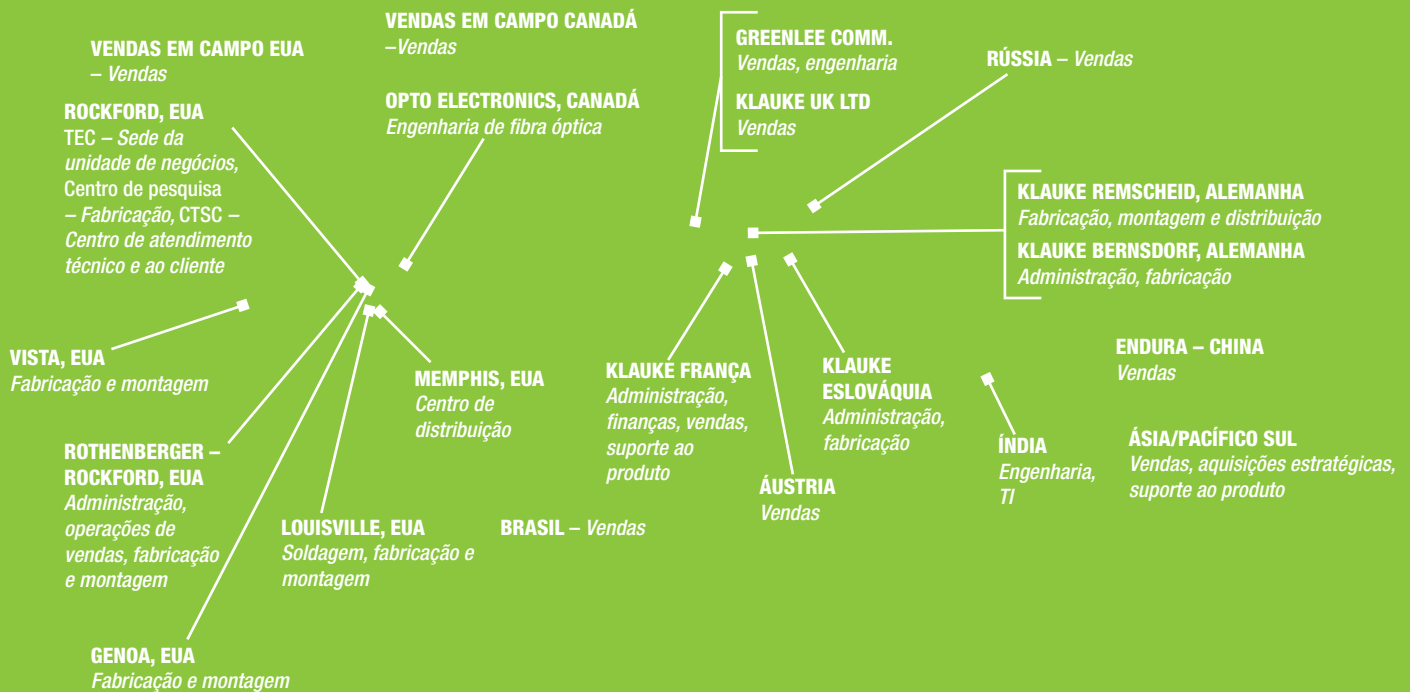 VENDAS EM CAMPO EUA
– Vendas
ROCKFORD, EUA
TEC – Sede da
unidade de negócios,
Centro de pesquisa
– Fabricação, CTSC –
Centro de atendimento
técnico e ao cliente
VISTA, EUA
Fabricação e montagem
ROTHENBERGER –
ROCKFORD, EUA
Administração,
operações de
vendas, fabricação
e montagem
GENOA, EUA
Fabricação e montagem
VENDAS EM CAMPO CANADÁ
–Vendas
OPTO ELECTRONICS, CANADÁ
Engenharia de fibra óptica
MEMPHIS, EUA
Centro de
distribuição
LOUISVILLE, EUA
Soldagem, fabricação e
montagem
BRASIL – Vendas
GREENLEE COMM.
Vendas, engenharia
KLAUKE UK LTD
Vendas
RÚSSIA – Vendas
KLAUKE REMSCHEID, ALEMANHA
Fabricação, montagem e distribuição
KLAUKE BERNSDORF, ALEMANHA
Administração, fabricação
KLAUKE FRANÇA
Administração,
finanças, vendas,
suporte ao
produto
ÁUSTRIA
Vendas
KLAUKE
ESLOVÁQUIA
Administração,
fabricação
ÍNDIA
Engenharia,
TI
ENDURA – CHINA
Vendas
ÁSIA/PACÍFICO SUL
Vendas, aquisições estratégicas,
suporte ao produto